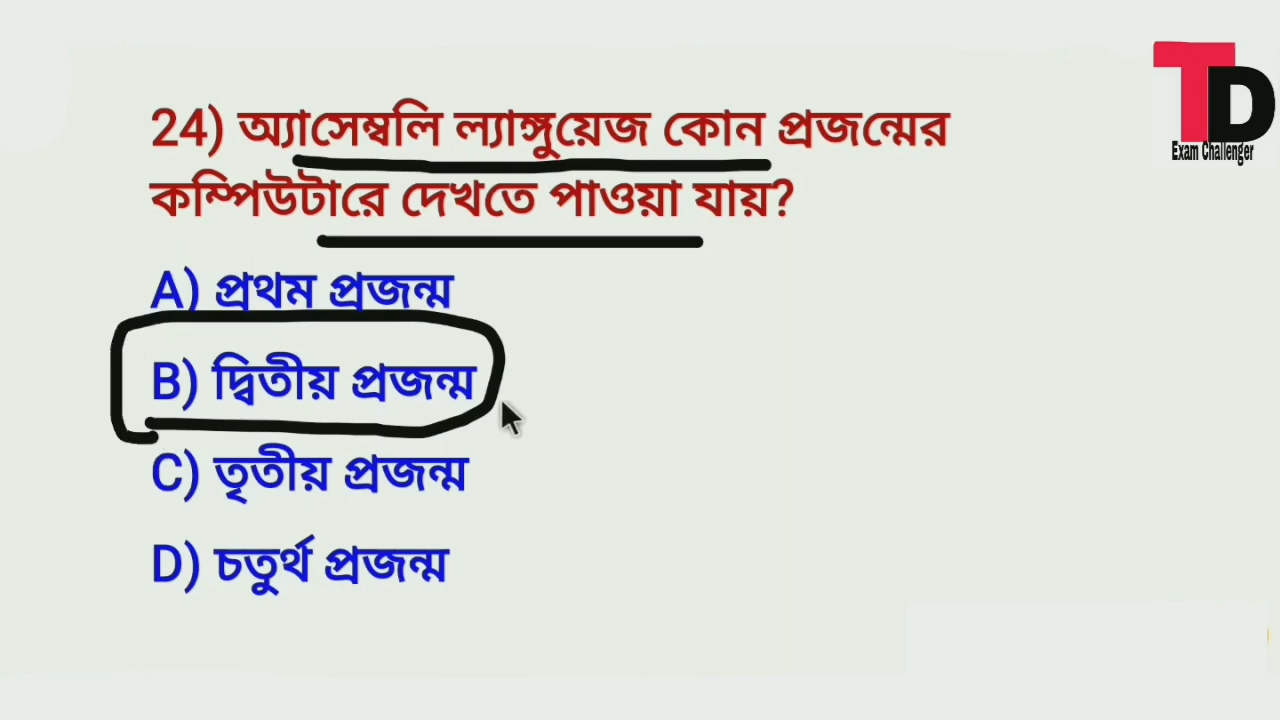 24) অ্যাসেম্বলি ল্যাঙ্গুয়েজ কোন প্রজন্মের
কম্পিউটারে দেখতে পাওয়া যায়?
A) প্রথম প্রজন্ম
B) দ্বিতীয় প্রজন্ম
C) তৃতীয় প্রজন্ম
D) চতুর্থ প্রজন্ম
TD
Exam Challenger